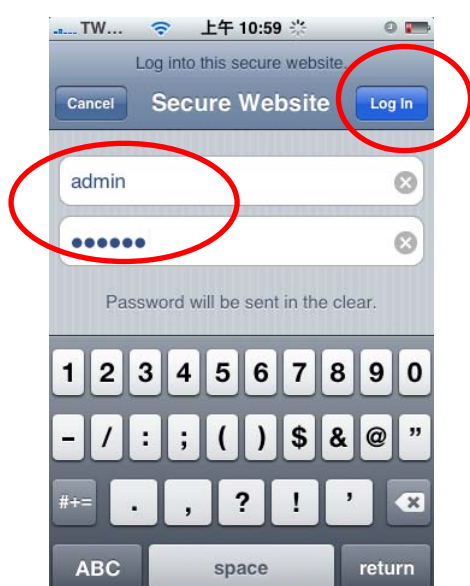 TW... 上午 10:59
Log into this secure website.
Cancel Secure Website Log In
admin
●●●●●●
Password will be sent in the clear.
1 2 3 4 5 6 7 8 9 0
- / : ; ( ) $ & @ ”
#+= . , ? ! ’
ABC space return